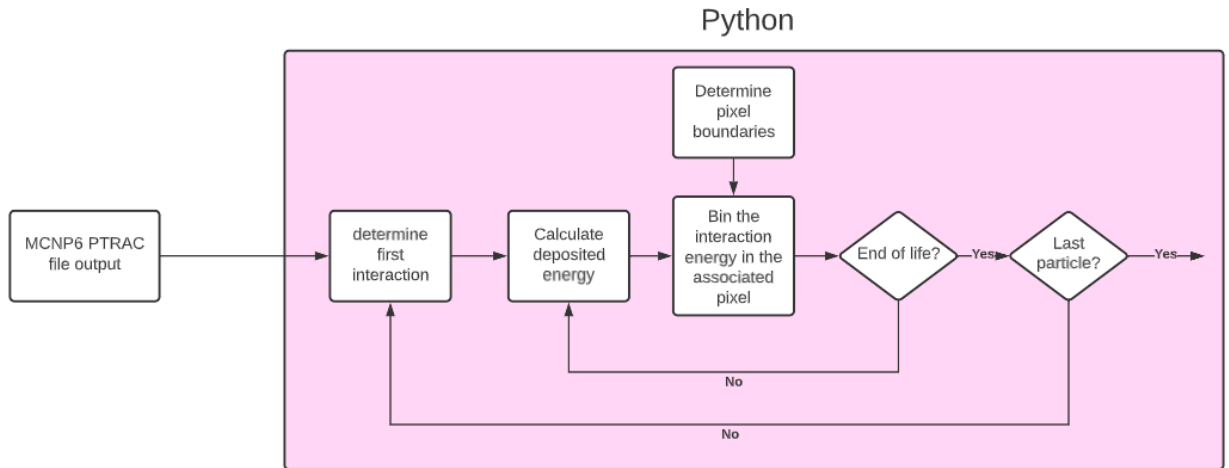 Python
Determine
pixel
boundaries
MCNP6 PTRAC
file output
determine
first
interaction
Calculate
deposited
energy
Bin the
interaction
energy in the
associated
pixel
End of life?
Yes
Last
particle?
Yes
No
No